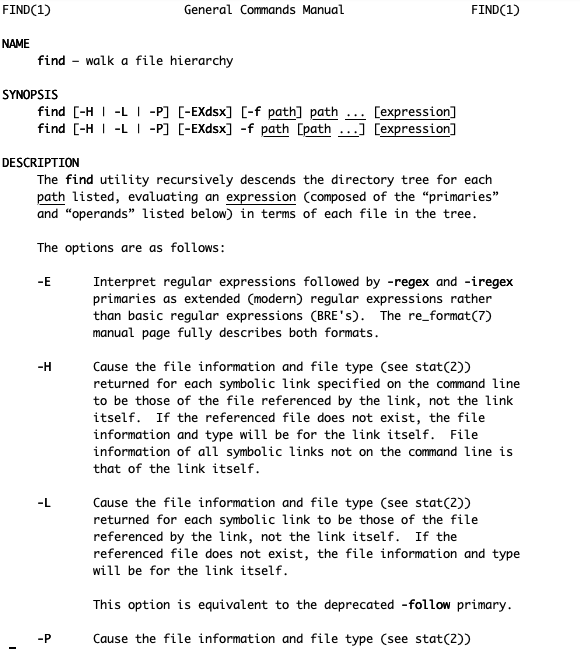 FIND(1) General Commands Manual FIND(1)
NAME
find – walk a file hierarchy
SYNOPSIS
find [-H | -L | -P] [-EXdsx] [-f path] path ... [expression]
find [-H | -L | -P] [-EXdsx] -f path [path ...] [expression]
DESCRIPTION
The find utility recursively descends the directory tree for each
path listed, evaluating an expression (composed of the “primaries”
and “operands” listed below) in terms of each file in the tree.
The options are as follows:
-E Interpret regular expressions followed by -regex and -iregex
primaries as extended (modern) regular expressions rather
than basic regular expressions (BRE's). The re_format(7)
manual page fully describes both formats.
-H Cause the file information and file type (see stat(2))
returned for each symbolic link specified on the command line
to be those of the file referenced by the link, not the link
itself. If the referenced file does not exist, the file
information and type will be for the link itself. File
information of all symbolic links not on the command line is
that of the link itself.
-L Cause the file information and file type (see stat(2))
returned for each symbolic link to be those of the file
referenced by the link, not the link itself. If the
referenced file does not exist, the file information and type
will be for the link itself.
This option is equivalent to the deprecated -follow primary.
-P Cause the file information and file type (see stat(2))